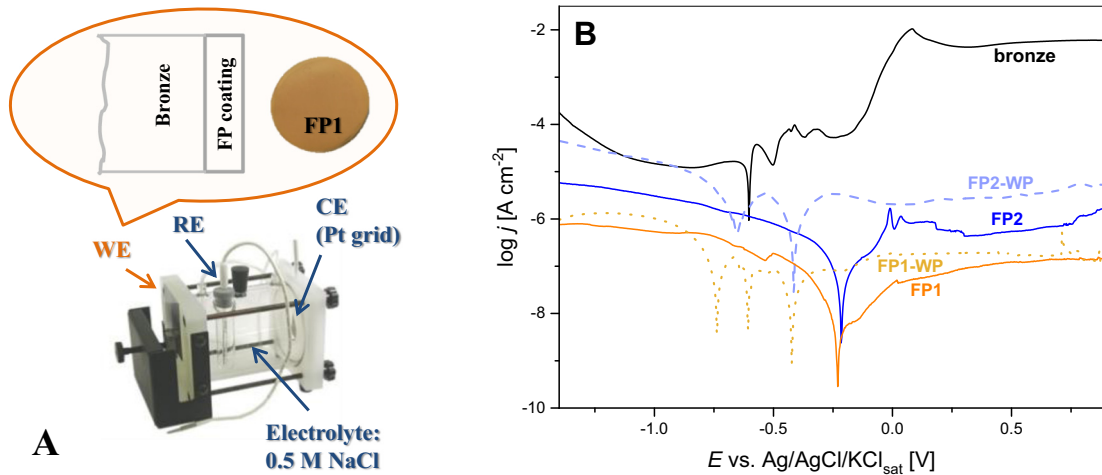 Bronze
FP coating
FP1
WE
RE
CE
(Pt grid)
Electrolyte:
0.5 M NaCl
A
B
-2
-4
-6
-8
-10
log j [A cm⁻²]
-1.0
-0.5
0.0
0.5
E vs. Ag/AgCl/KClsat [V]
bronze
FP2-WP
FP2
FP1-WP
FP1